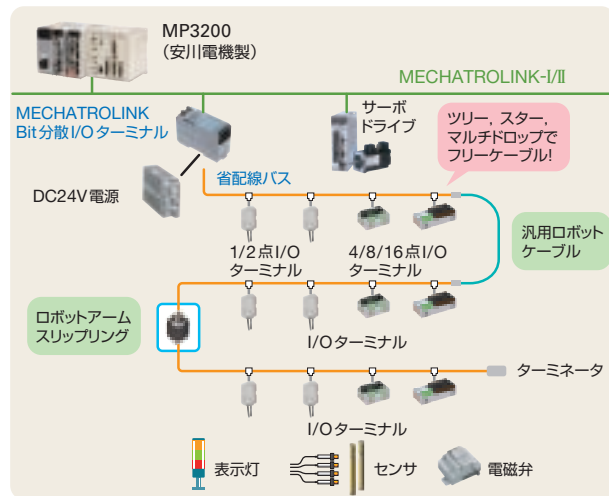 MP3200
(安川電機製)
MECHATROLINK-I/II
MECHATROLINK
Bit分散I/Oターミナル
サーボ
ドライブ
ツリー, スター,
マルチドロップで
フリーケーブル!
DC24V電源
省配線バス
1/2点I/O
ターミナル
4/8/16点I/O
ターミナル
汎用ロボット
ケーブル
ロボットアーム
スリップリング
I/Oターミナル
ターミネータ
I/Oターミナル
表示灯
センサ
電磁弁